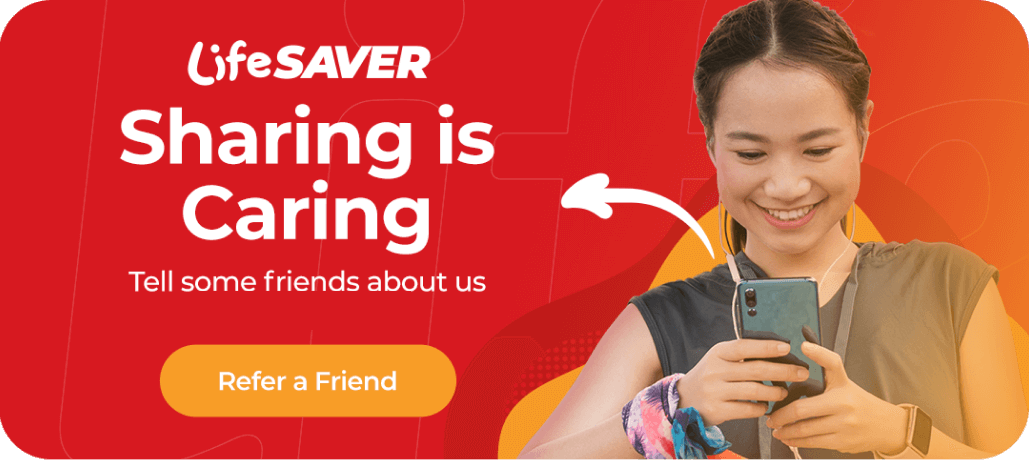 LifeSAVER
Sharing is
Caring
Tell some friends about us
Refer a Friend